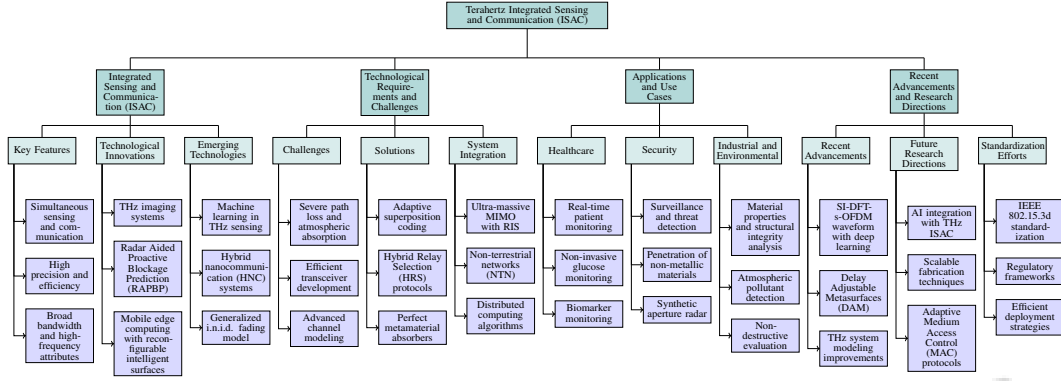 Terahertz Integrated Sensing
and Communication (ISAC)
Integrated
Sensing and
Communica-
tion (ISAC)
Technological
Require-
ments and
Challenges
Applications
and Use
Cases
Recent
Advancements
and Research
Directions
Key Features
Technological
Innovations
Emerging
Technologies
Challenges
Solutions
System
Integration
Healthcare
Security
Industrial and
Environmental
Recent
Advancements
Future
Research
Directions
Standardization
Efforts
Simultaneous
sensing
and com-
munication
High
precision and
efficiency
Broad
bandwidth
and high-
frequency
attributes
THz imaging
systems
Radar Aided
Proactive
Blockage
Prediction
(RAPBP)
Mobile edge
computing
with recon-
figurable
intelligent
surfaces
Machine
learning in
THz sensing
Hybrid
nanocommuni-
cation (HNC)
systems
Generalized
i.n.i.d. fading
model
Severe path
loss and
atmospheric
absorption
Efficient
transceiver
development
Advanced
channel
modeling
Adaptive
superposition
coding
Hybrid Relay
Selection
(HRS)
protocols
Perfect
metamaterial
absorbers
Ultra-massive
MIMO
with RIS
Non-terrestrial
networks
(NTN)
Distributed
computing
algorithms
Real-time
patient
monitoring
Non-invasive
glucose
monitoring
Biomarker
monitoring
Surveillance
and threat
detection
Penetration of
non-metallic
materials
Synthetic
aperture radar
Material
properties
and structural
integrity
analysis
Atmospheric
pollutant
detection
Non-
destructive
evaluation
SI-DFT-
s-OFDM
waveform
with deep
learning
Delay
Adjustable
Metasurfaces
(DAM)
THz system
modeling
improvements
AI integration
with THz
ISAC
Scalable
fabrication
techniques
Adaptive
Medium
Access
Control
(MAC)
protocols
IEEE
802.15.3d
standard-
ization
Regulatory
frameworks
Efficient
deployment
strategies